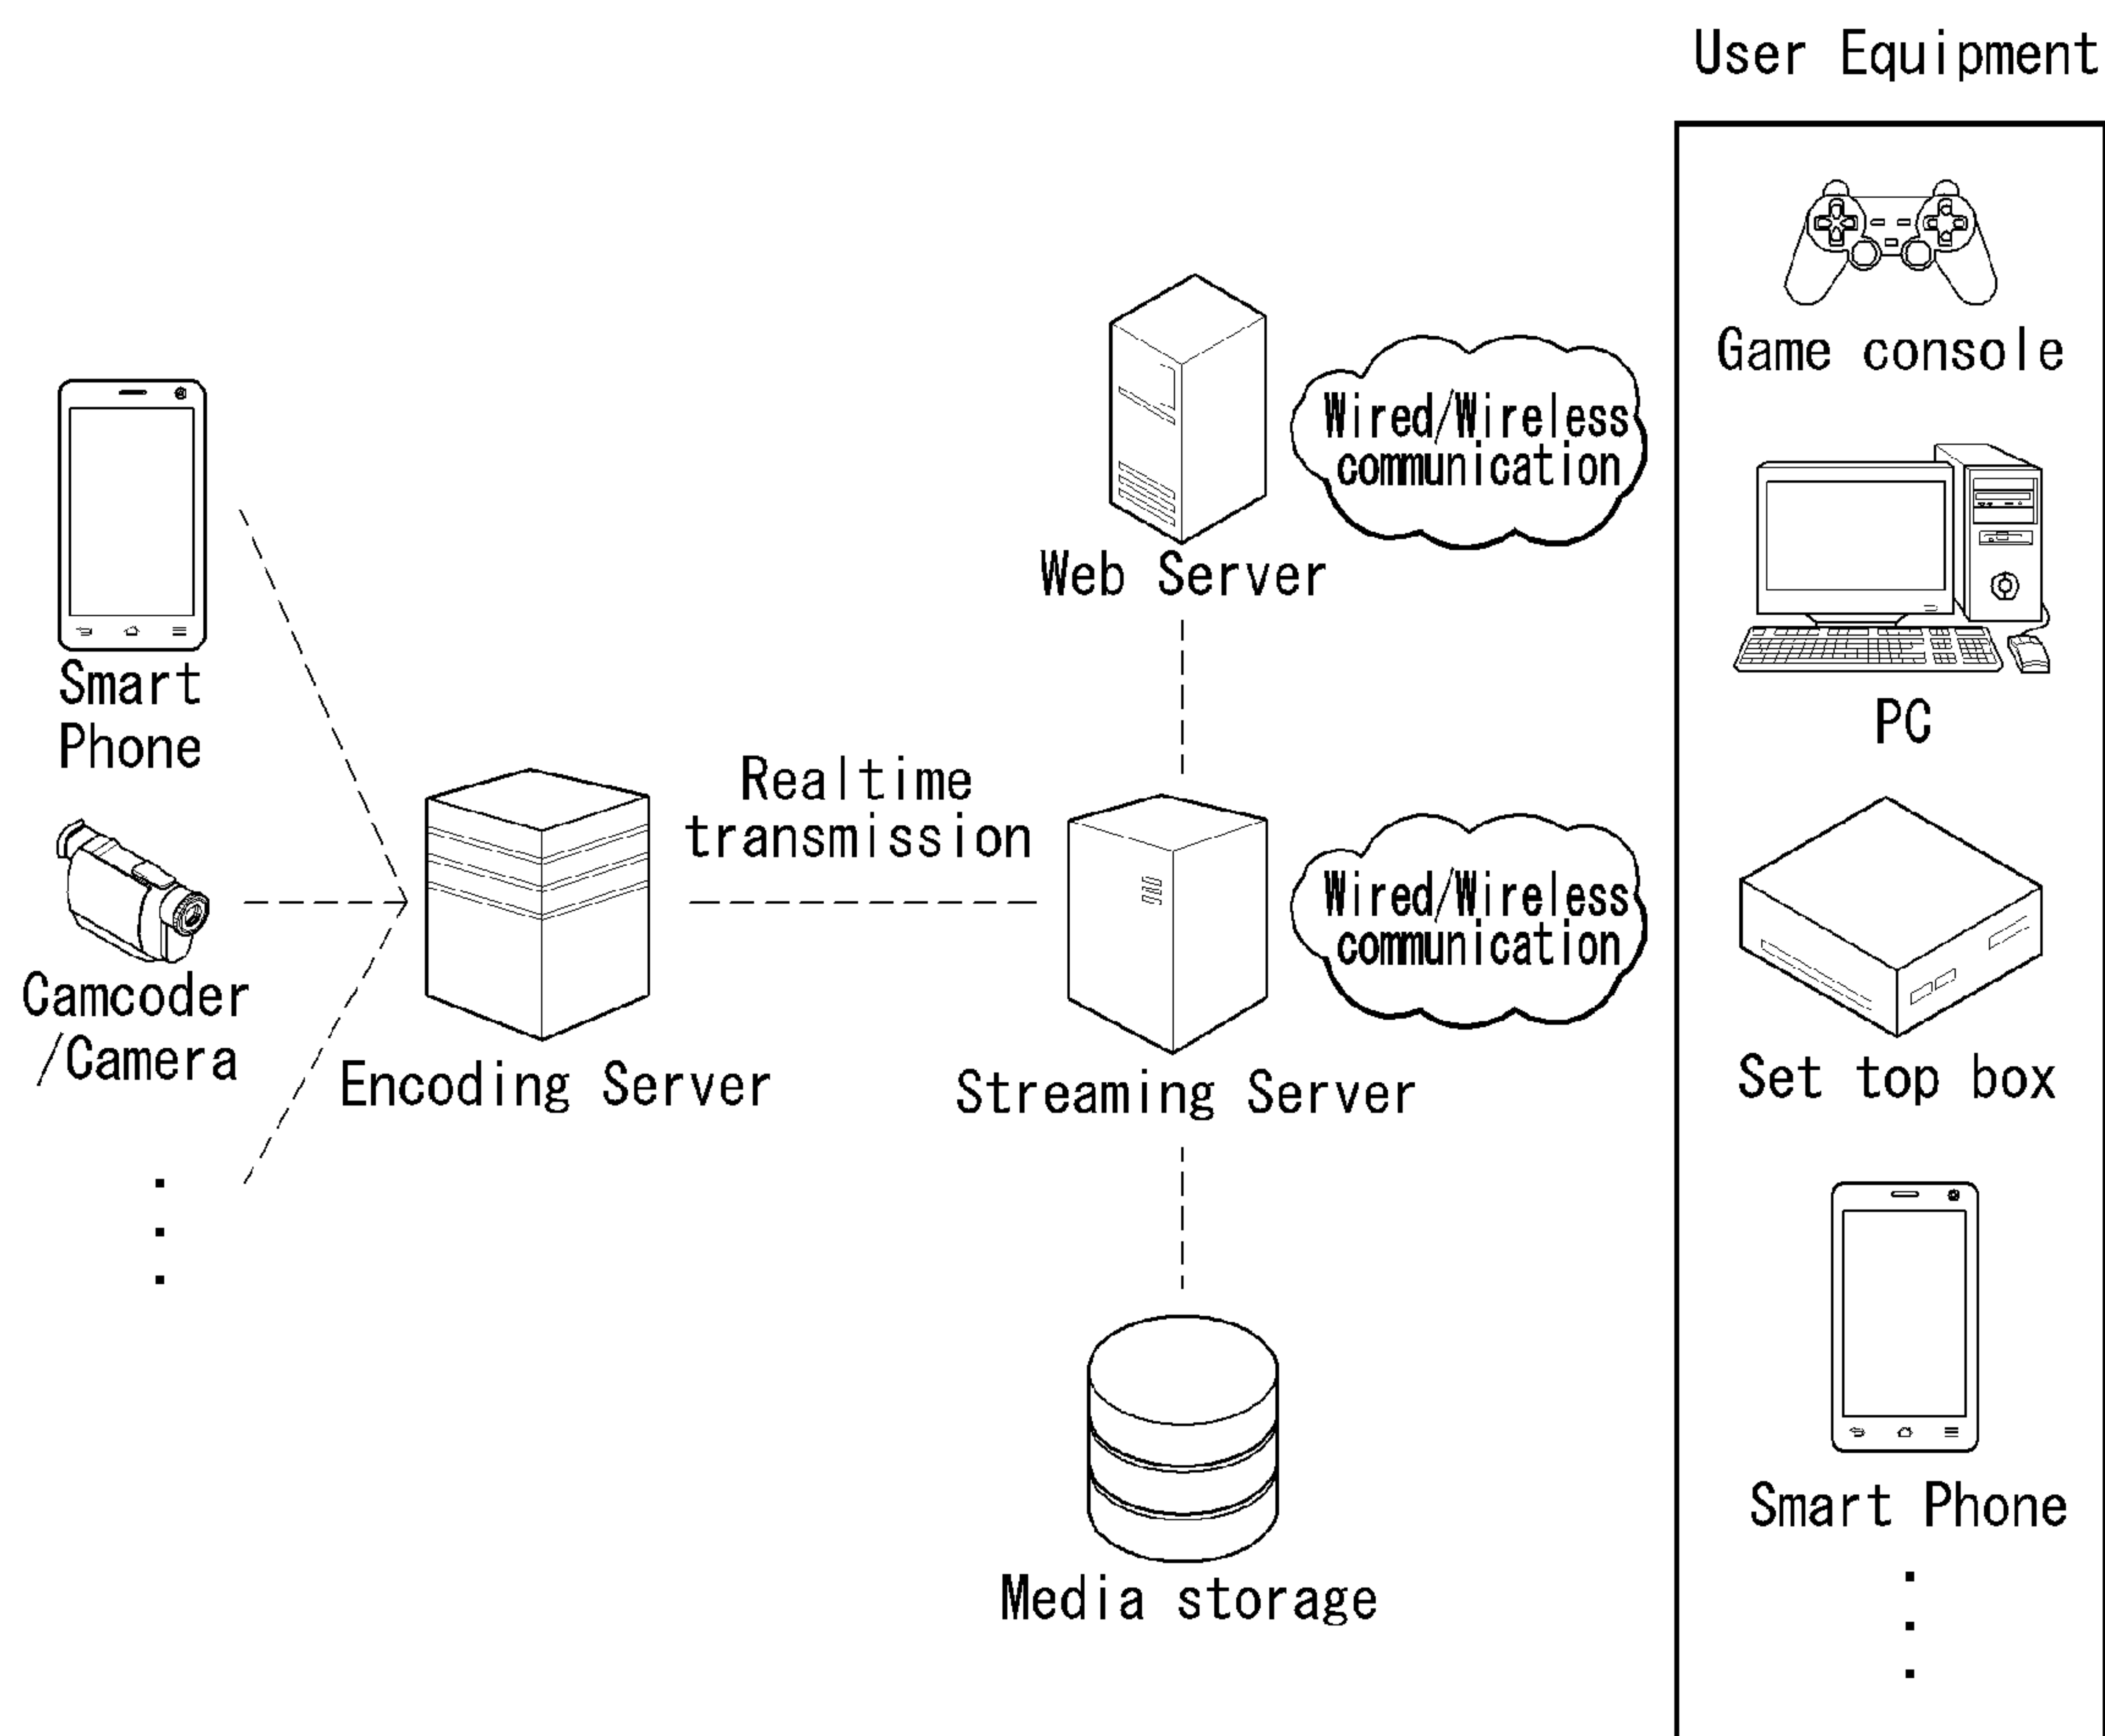 User Equipment
Game console
Wired/Wireless
communication
Web Server
Smart
Phone
PC
Realtime
transmission
Wired/Wireless
communication
Camcoder
/Camera
Encoding Server
Streaming Server
Set top box
Smart Phone
Media storage